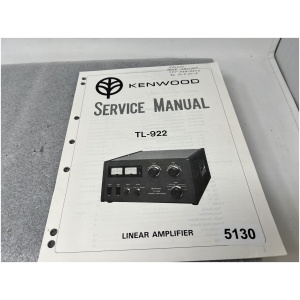 KENWOOD
SERVICE MANUAL
TL-922
LINEAR AMPLIFIER
5130